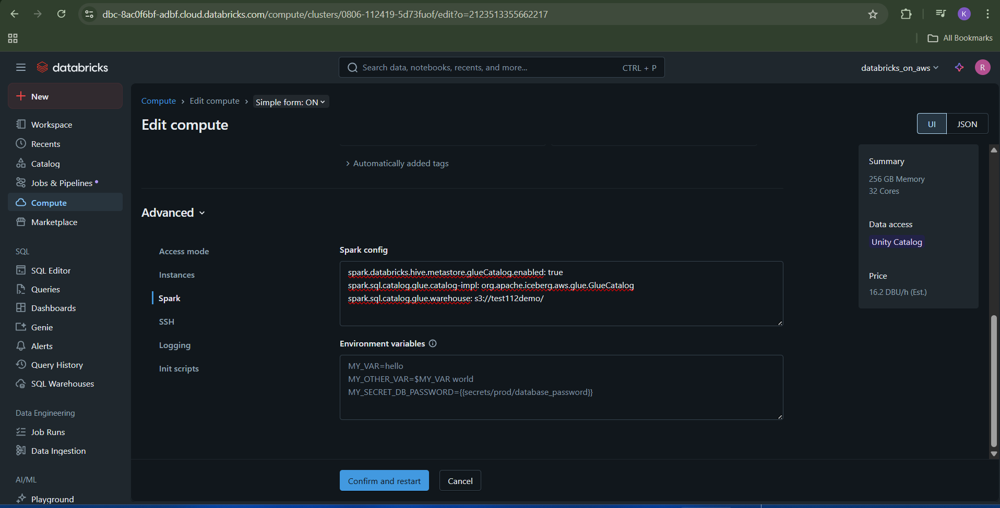 dbc-8ac0f6bf-adbf.cloud.databricks.com/compute/clusters/0806-112419-5d73fuof/edit?o=2123513355662217
K
All Bookmarks
databricks
Search data, notebooks, recents, and more...
CTRL + P
databricks_on_aws
R
New
Workspace
Recents
Catalog
Jobs & Pipelines
Compute
Marketplace
SQL
SQL Editor
Queries
Dashboards
Genie
Alerts
Query History
SQL Warehouses
Data Engineering
Job Runs
Data Ingestion
AI/ML
Playground
Compute › Edit compute › Simple form: ON
Edit compute
UI
JSON
Automatically added tags
Advanced
Access mode
Instances
Spark
SSH
Logging
Init scripts
Spark config
spark.databricks.hive.metastore.glueCatalog.enabled: true
spark.sql.catalog.glue.catalog-impl: org.apache.iceberg.aws.glue.GlueCatalog
spark.sql.catalog.glue.warehouse: s3://test112demo/
Environment variables
MY_VAR=hello
MY_OTHER_VAR=$MY_VAR world
MY_SECRET_DB_PASSWORD={{secrets/prod/database_password}}
Confirm and restart
Cancel
Summary
256 GB Memory
32 Cores
Data access
Unity Catalog
Price
16.2 DBU/h (Est.)